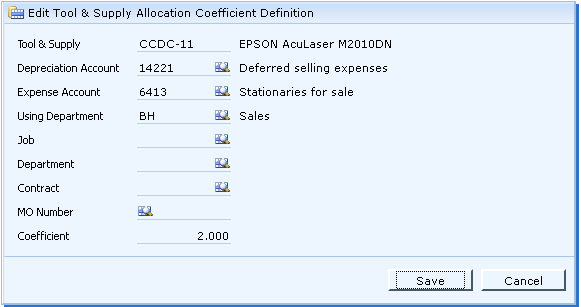 Edit Tool & Supply Allocation Coefficient Definition
Tool & Supply CCDC-11 EPSON AcuLaser M2010DN
Depreciation Account 14221 Deferred selling expenses
Expense Account 6413 Stationaries for sale
Using Department BH Sales
Job
Department
Contract
MO Number
Coefficient 2.000
Save Cancel